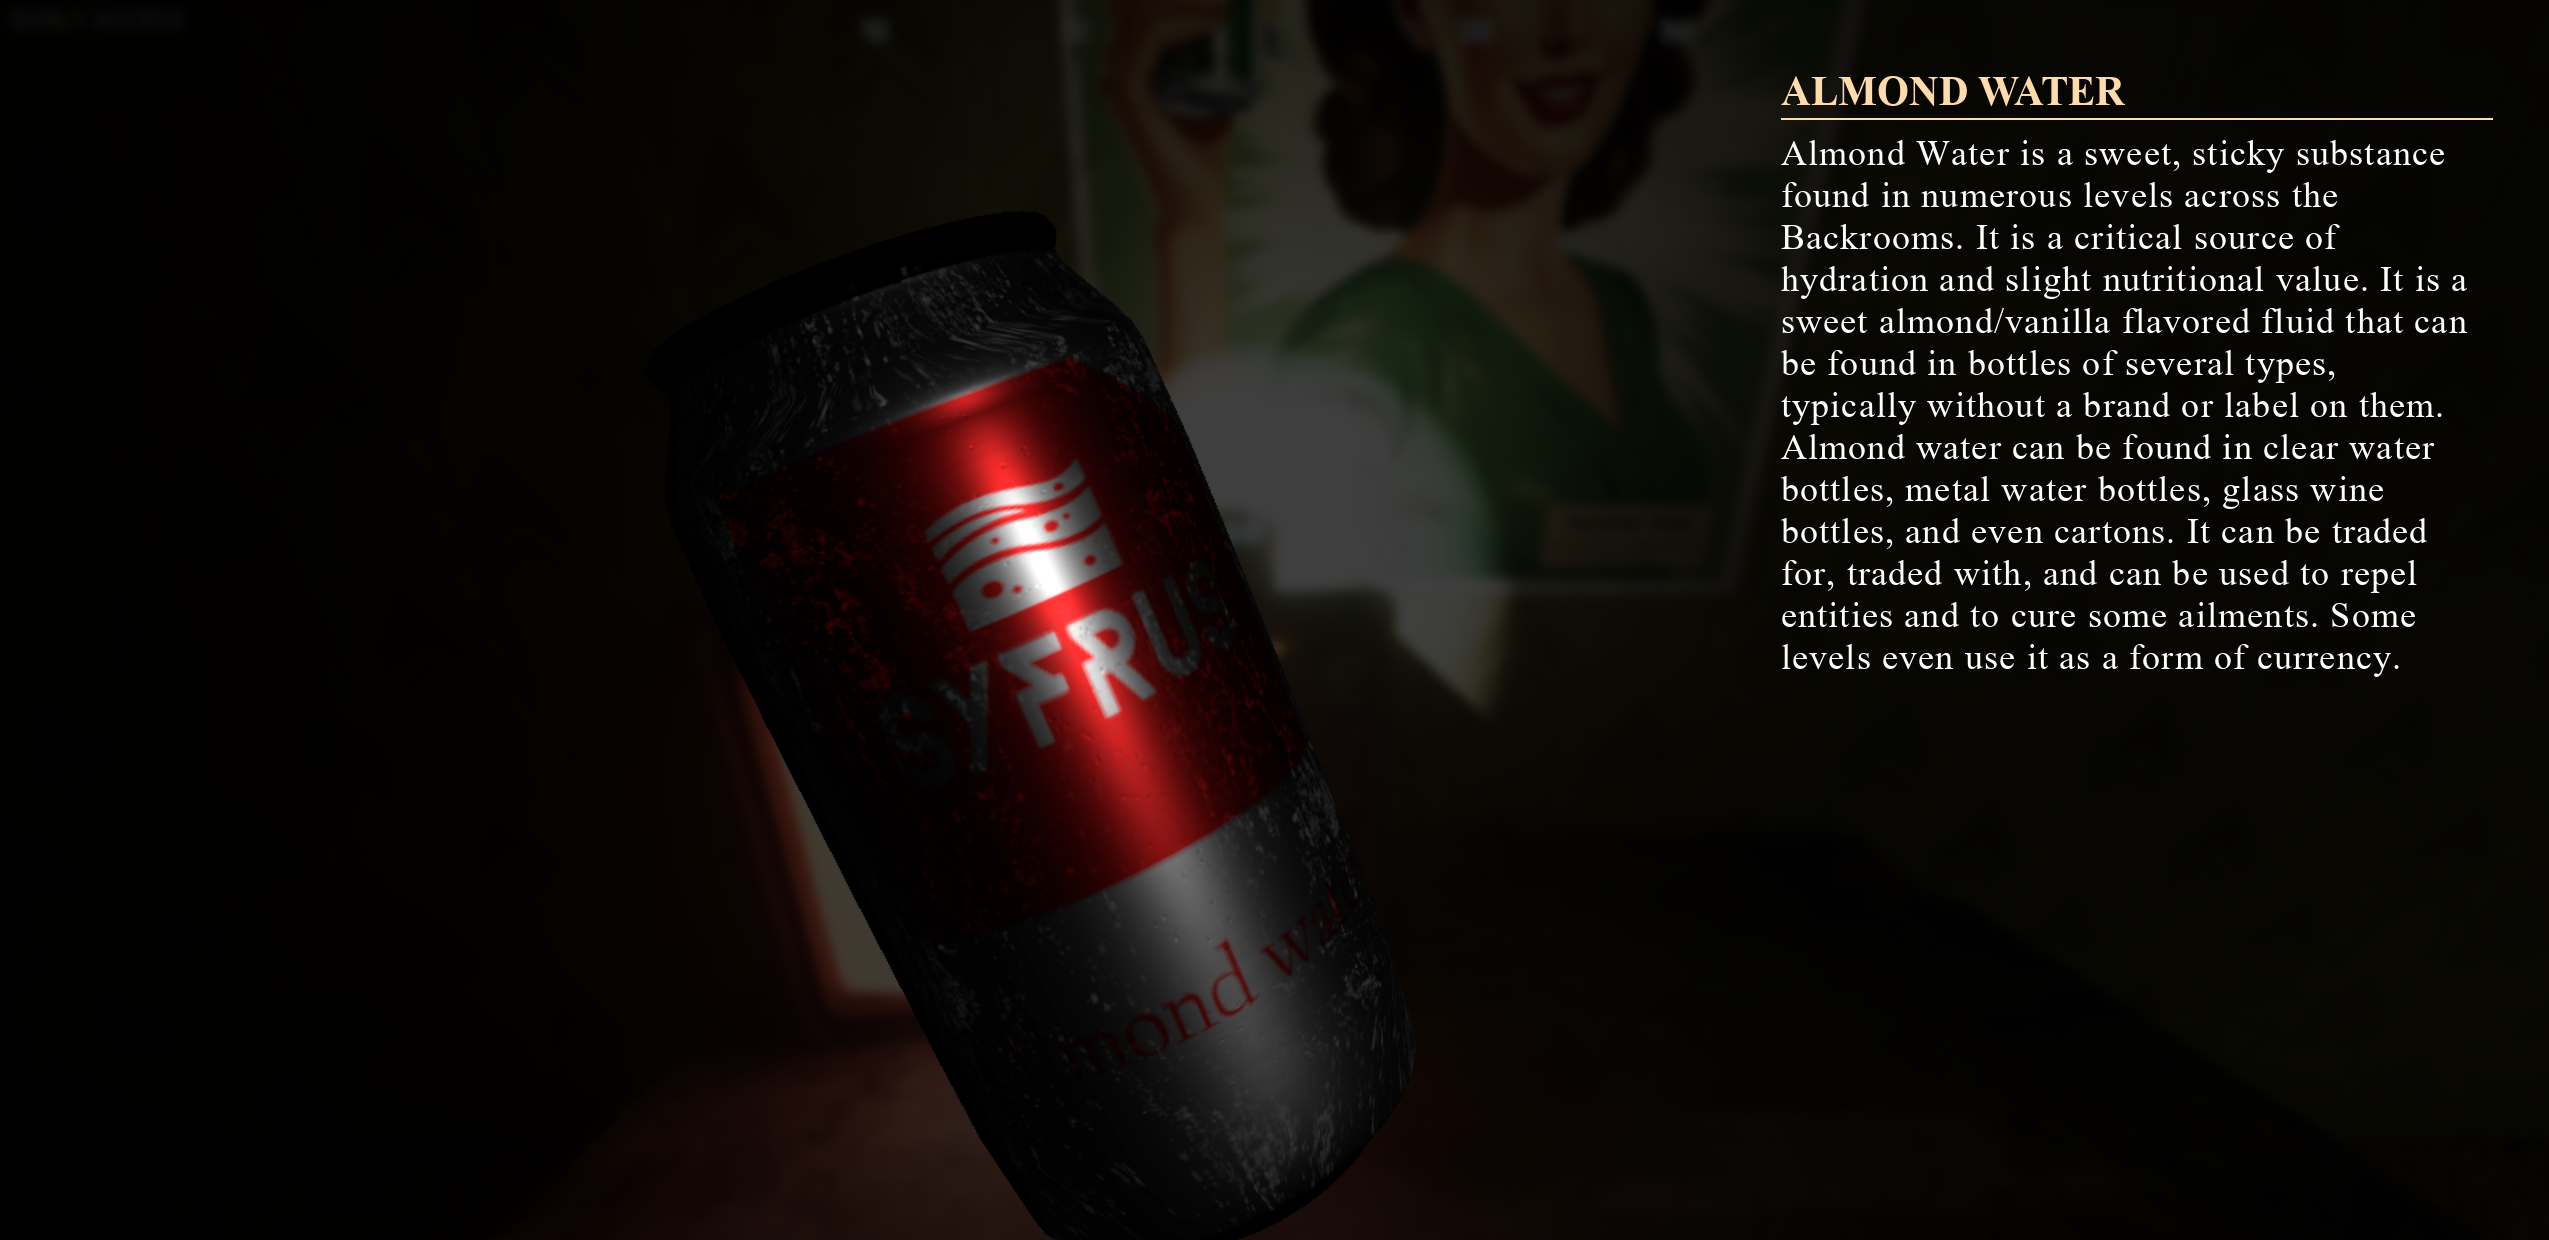 ALMOND WATER
Almond Water is a sweet, sticky substance
found in numerous levels across the
Backrooms. It is a critical source of
hydration and slight nutritional value. It is a
sweet almond/vanilla flavored fluid that can
be found in bottles of several types,
typically without a brand or label on them.
Almond water can be found in clear water
bottles, metal water bottles, glass wine
bottles, and even cartons. It can be traded
for, traded with, and can be used to repel
entities and to cure some ailments. Some
levels even use it as a form of currency.
SYFRUS
mond wat